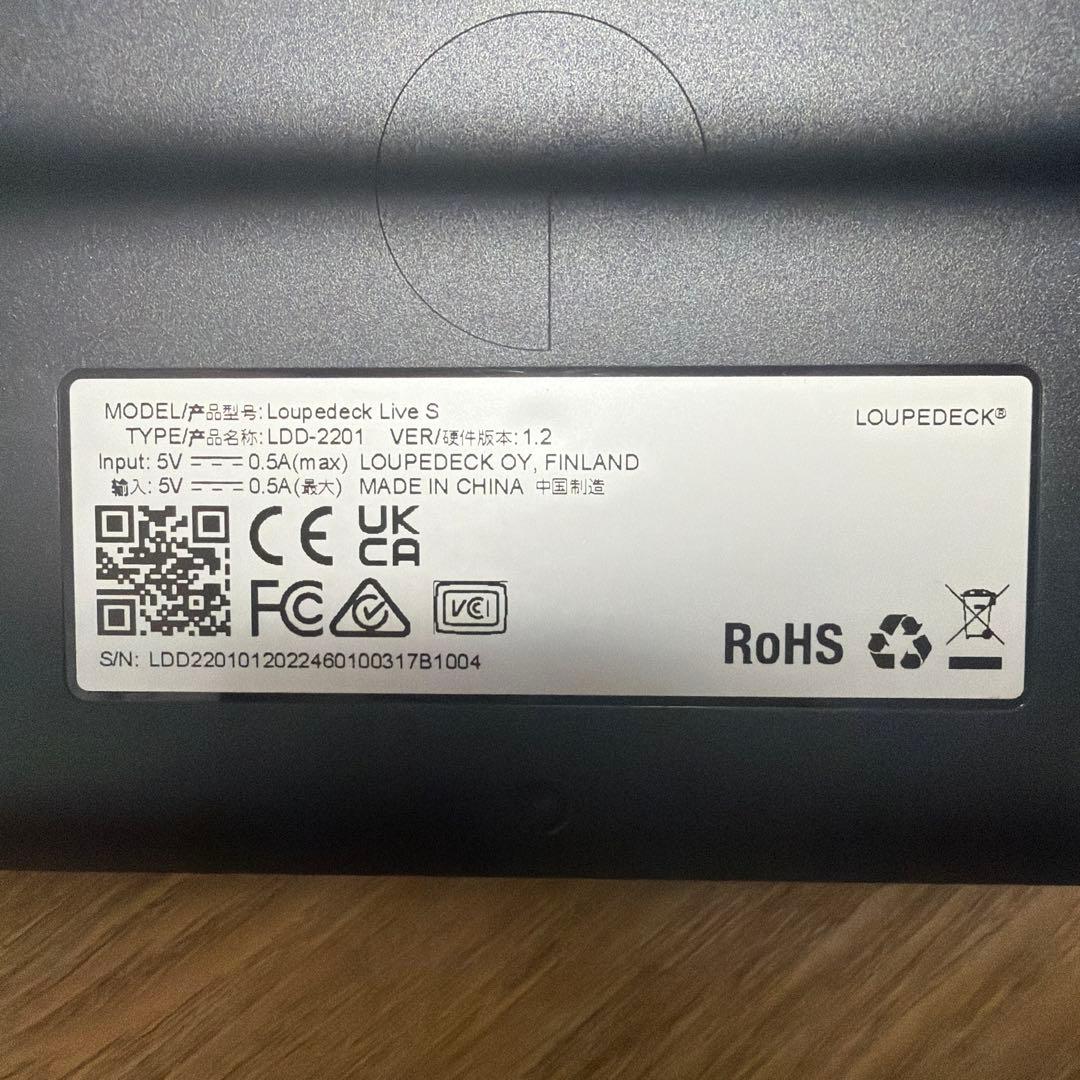 MODEL/产品型号: Loupedeck Live S
LOUPEDECK®
TYPE/产品名称: LDD-2201 VER/硬件版本: 1.2
Input: 5V ⎓ 0.5A(max) LOUPEDECK OY, FINLAND
输入: 5V ⎓ 0.5A(最大) MADE IN CHINA 中国制造
CE
UK
CA
FC
VCI
RoHS
S/N: LDD2201012022460100317B1004